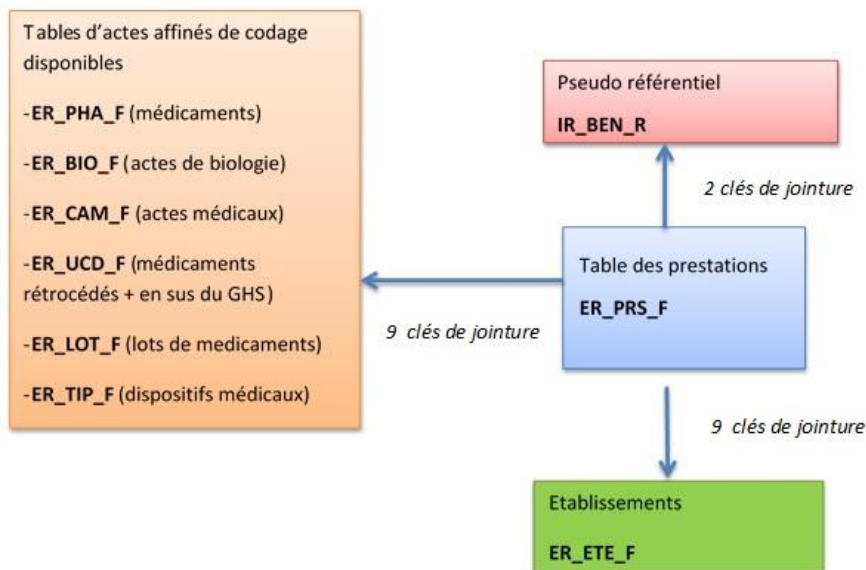 Tables d'actes affinés de codage
disponibles
-ER_PHA_F (médicaments)
-ER_BIO_F (actes de biologie)
-ER_CAM_F (actes médicaux)
-ER_UCD_F (médicaments
rétrocédés + en sus du GHS)
-ER_LOT_F (lots de medicaments)
-ER_TIP_F (dispositifs médicaux)
Pseudo référentiel
IR_BEN_R
2 clés de jointure
Table des prestations
ER_PRS_F
9 clés de jointure
9 clés de jointure
Etablissements
ER_ETE_F